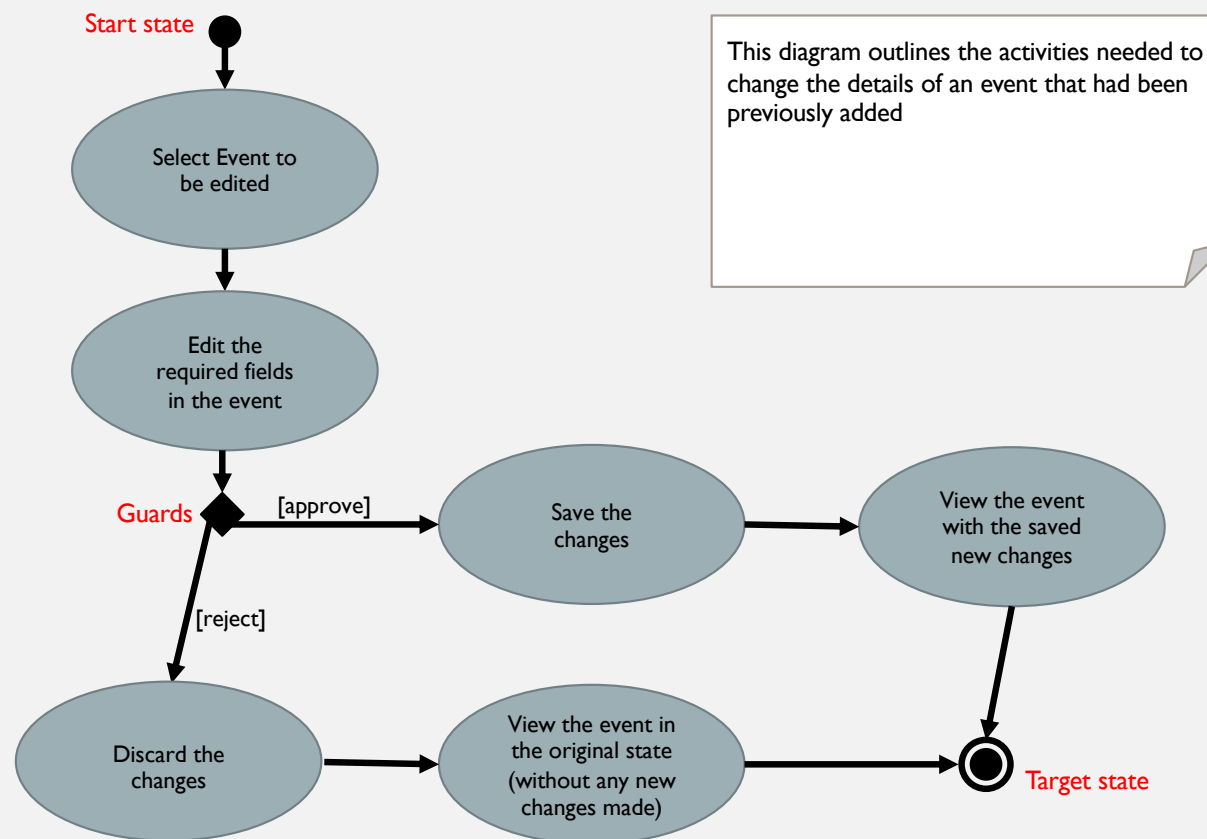 Start state
This diagram outlines the activities needed to
change the details of an event that had been
previously added
Select Event to
be edited
Edit the
required fields
in the event
Guards
[approve]
Save the
changes
View the event
with the saved
new changes
[reject]
Discard the
changes
View the event in
the original state
(without any new
changes made)
Target state